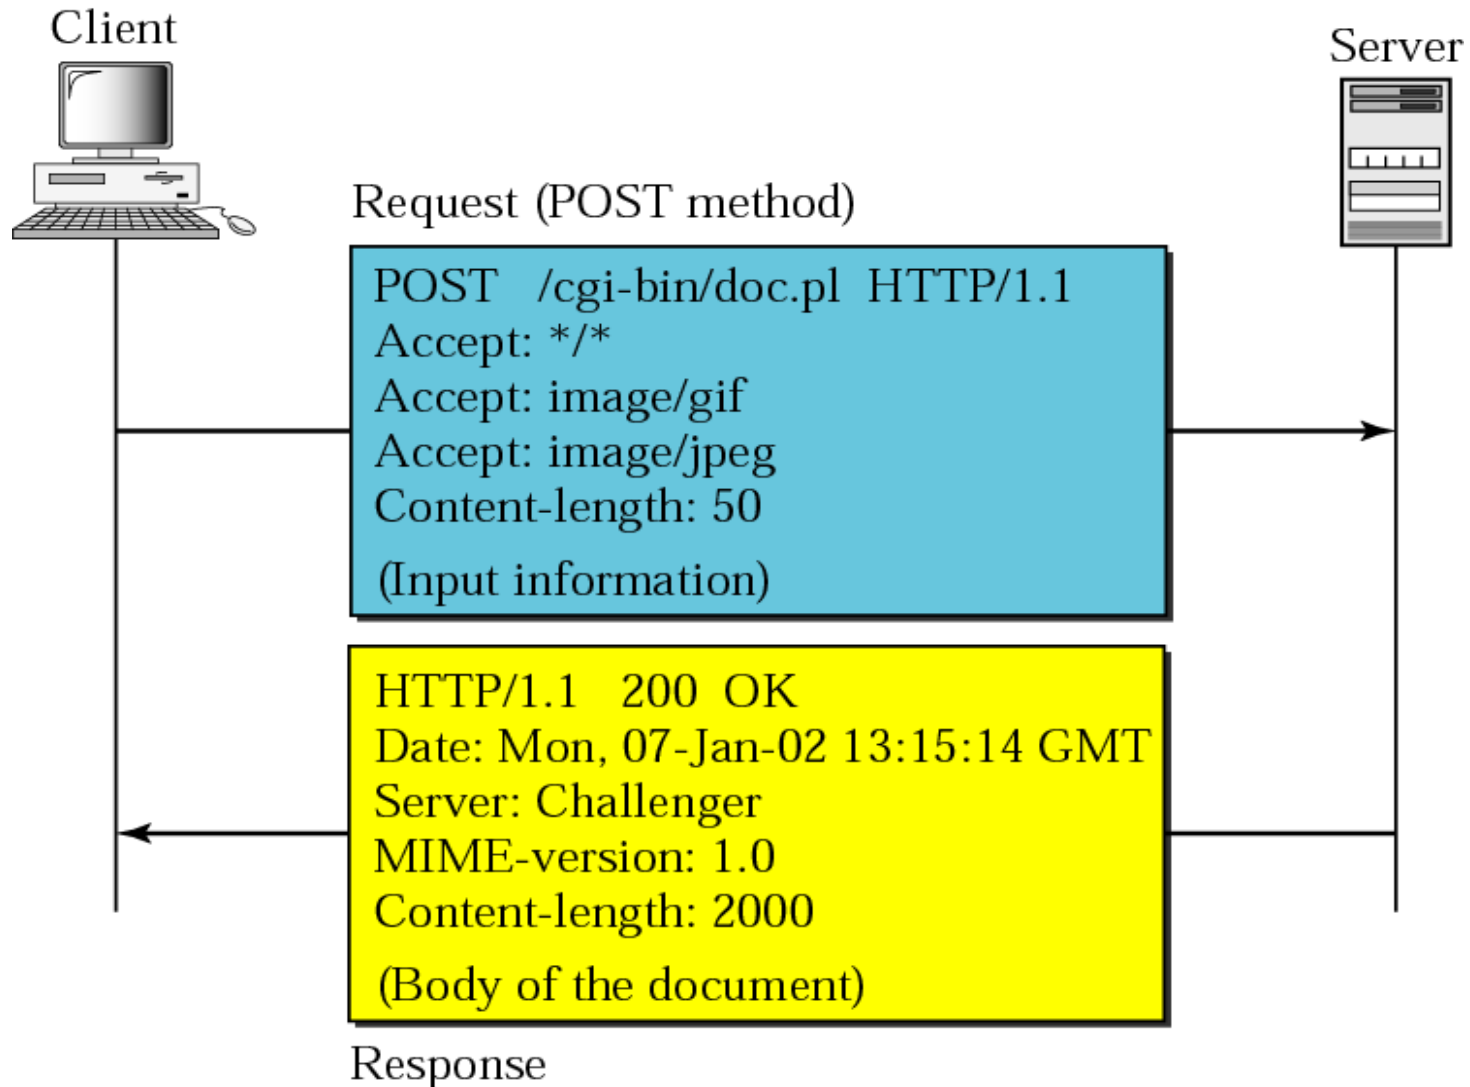 Client
Server
Request (POST method)
POST /cgi-bin/doc.pl HTTP/1.1
Accept: */*
Accept: image/gif
Accept: image/jpeg
Content-length: 50
(Input information)
HTTP/1.1 200 OK
Date: Mon, 07-Jan-02 13:15:14 GMT
Server: Challenger
MIME-version: 1.0
Content-length: 2000
(Body of the document)
Response